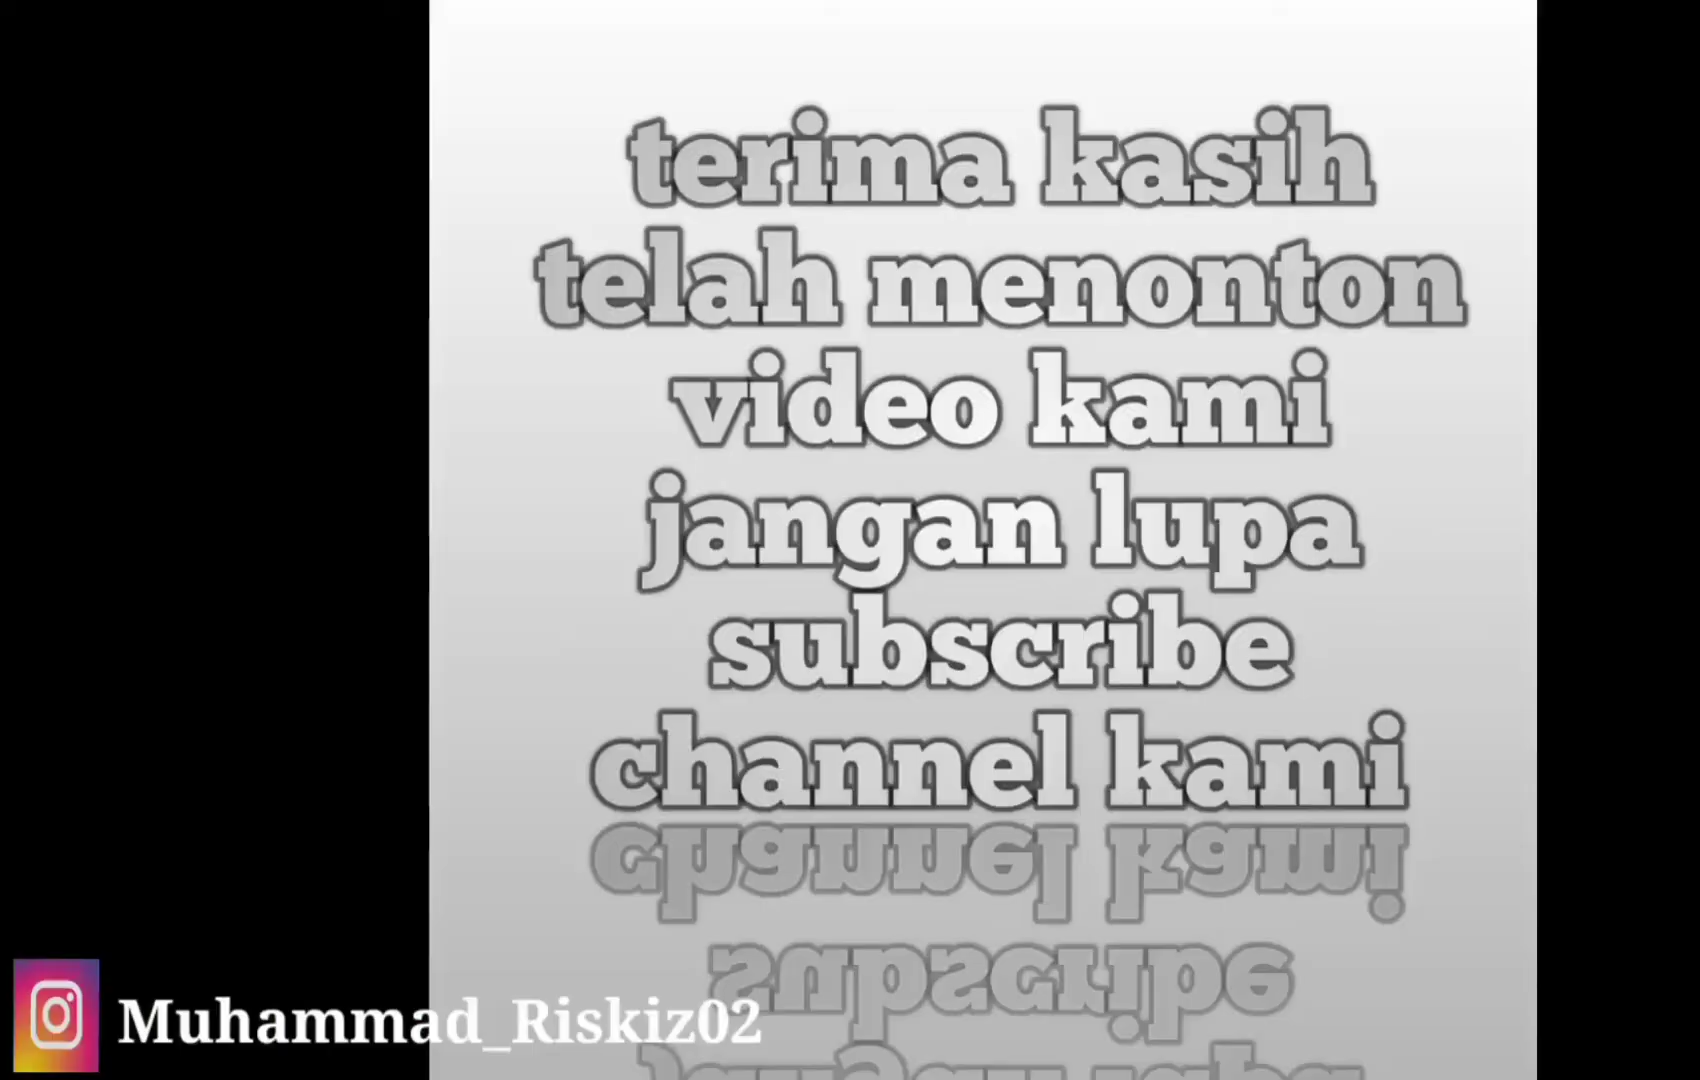 terima kasih
telah menonton
video kami
jangan lupa
subscribe
channel kami
Muhammad_Riskiz02